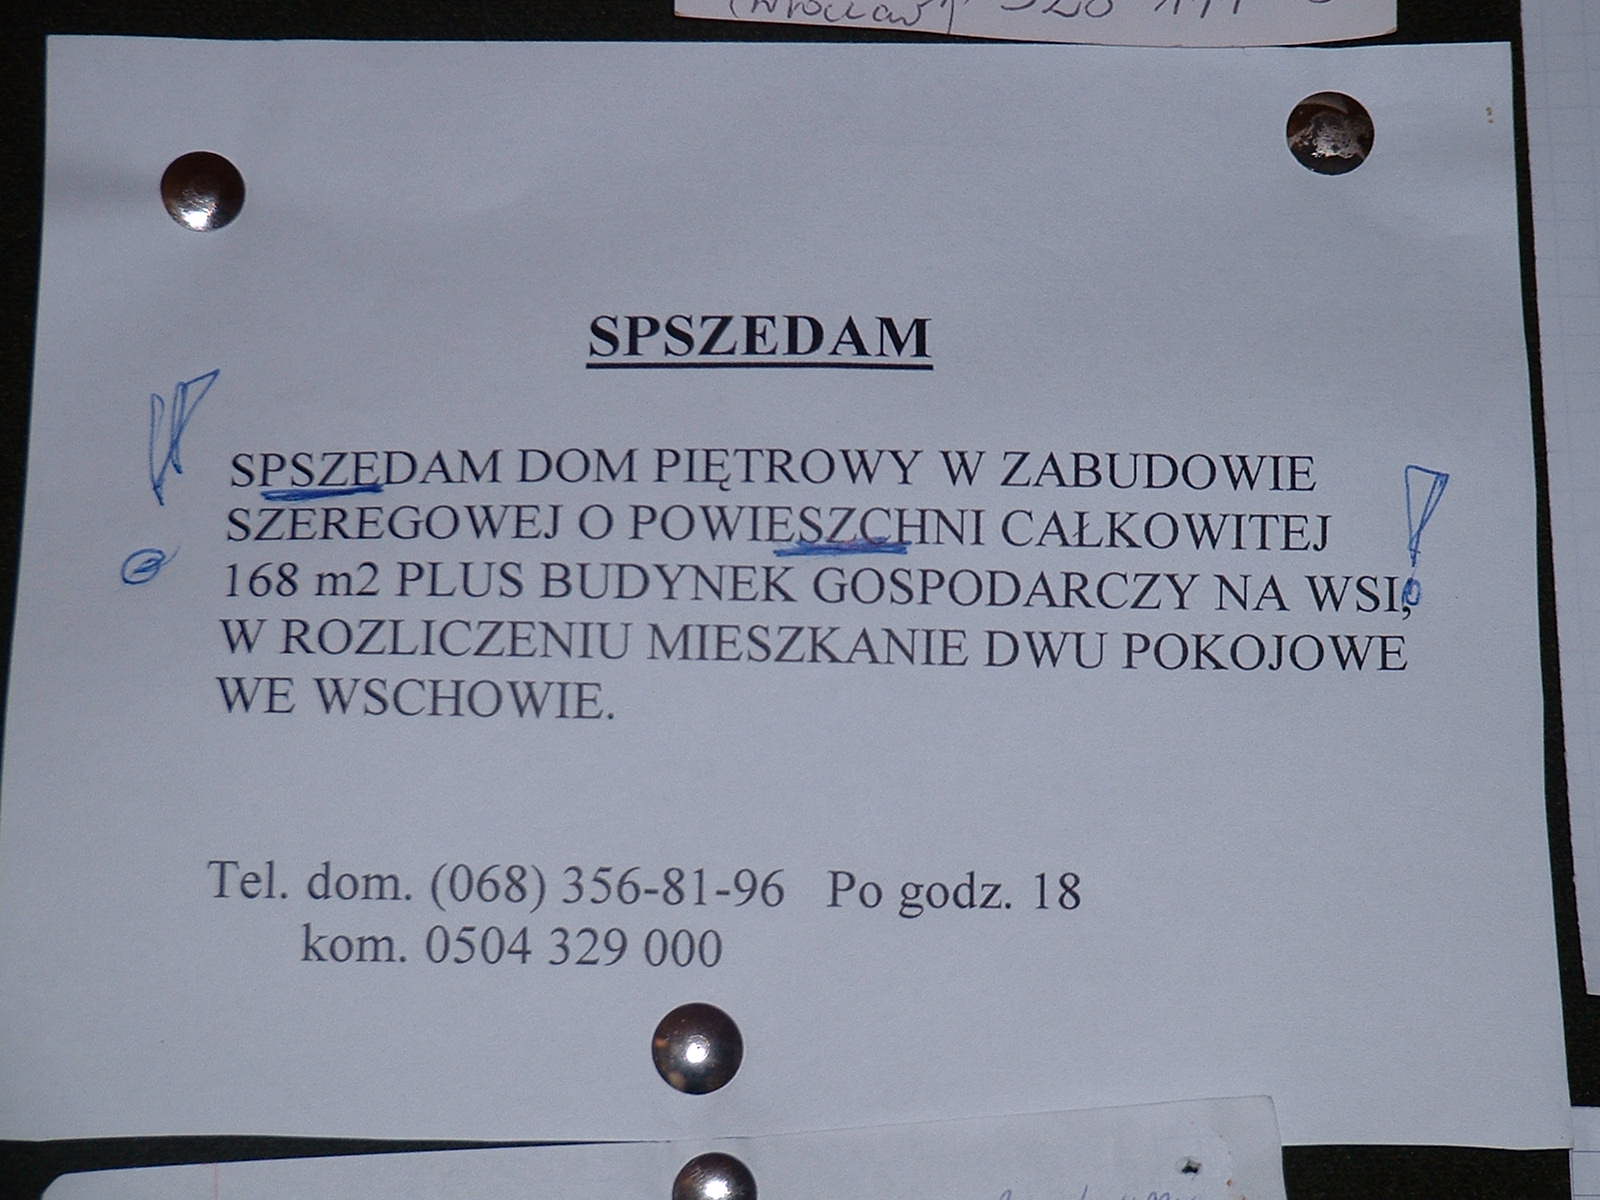 (Wrocław)
SPSZEDAM
SPSZEDAM DOM PIĘTROWY W ZABUDOWIE
SZEREGOWEJ O POWIESZCHNI CAŁKOWITEJ
168 m2 PLUS BUDYNEK GOSPODARCZY NA WSI,
W ROZLICZENIU MIESZKANIE DWU POKOJOWE
WE WSCHOWIE.
Tel. dom. (068) 356-81-96 Po godz. 18
kom. 0504 329 000